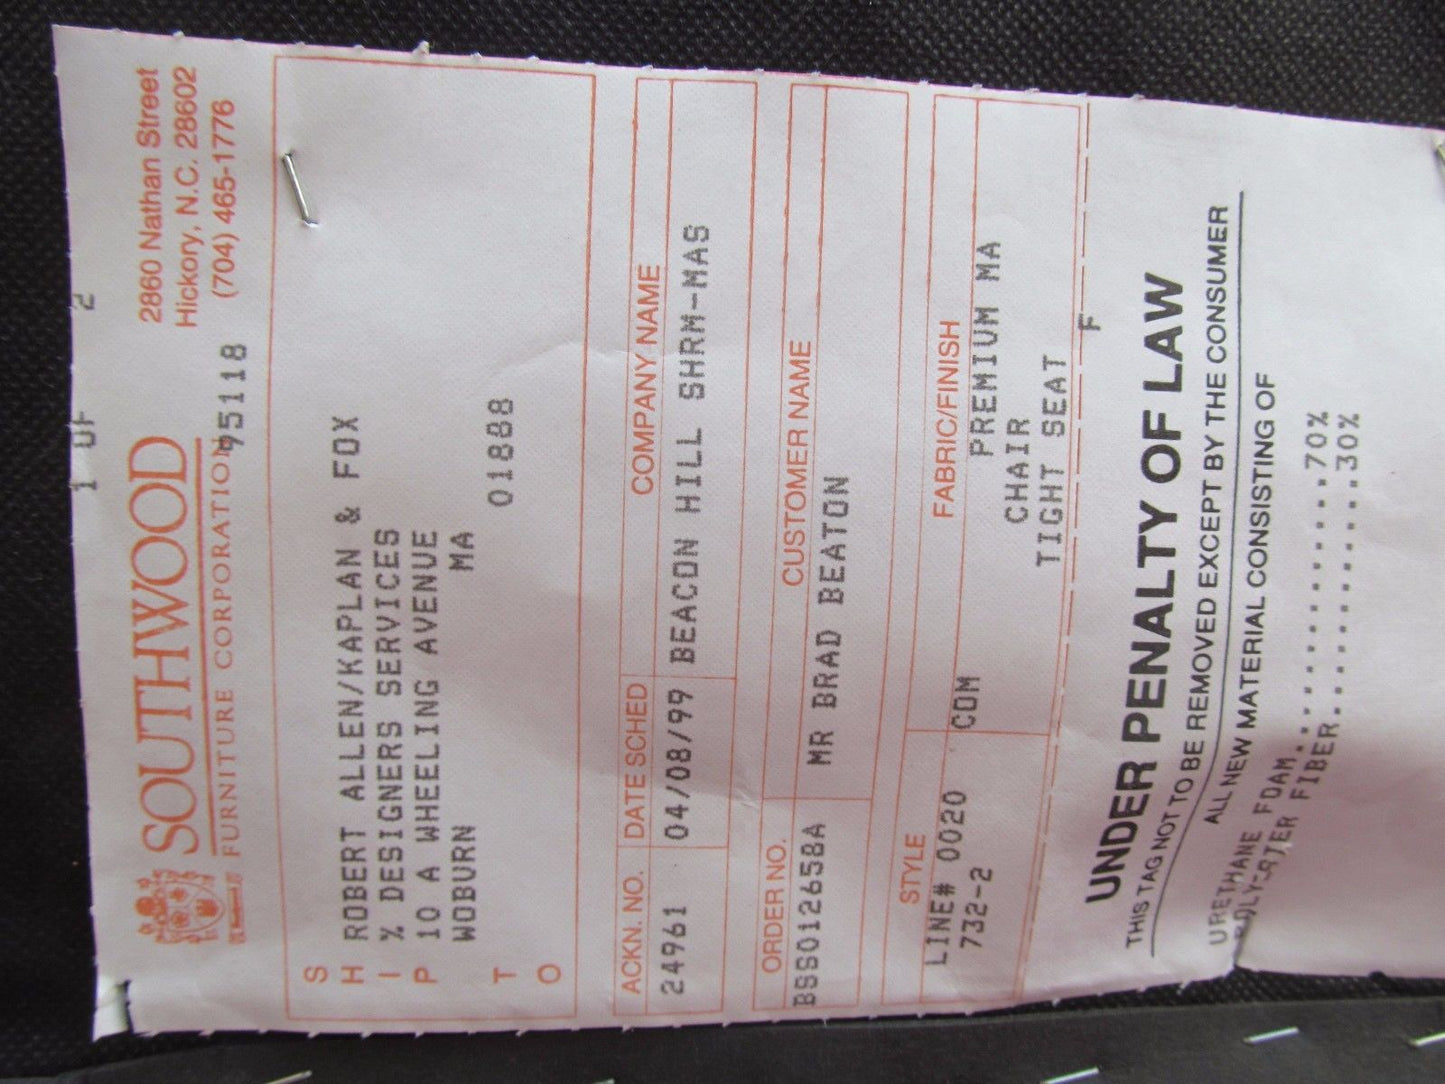 1 OF 2
SOUTHWOOD
FURNITURE CORPORATION
2860 Nathan Street
Hickory, N.C. 28602
(704) 465-1776
75118
SHIP TO
ROBERT ALLEN/KAPLAN & FOX
% DESIGNERS SERVICES
10 A WHEELING AVENUE
WOBURN MA
01888
ACKN. NO. DATE SCHED COMPANY NAME
24961 04/08/99 BEACON HILL SHRM-MAS
ORDER NO. CUSTOMER NAME
BSS012658A MR BRAD BEATON
STYLE FABRIC/FINISH
LINE# 0020 COM PREMIUM MA
732-2 CHAIR
TIGHT SEAT
F
UNDER PENALTY OF LAW
THIS TAG NOT TO BE REMOVED EXCEPT BY THE CONSUMER
ALL NEW MATERIAL CONSISTING OF
URETHANE FOAM..............70%
FIBER..............30%